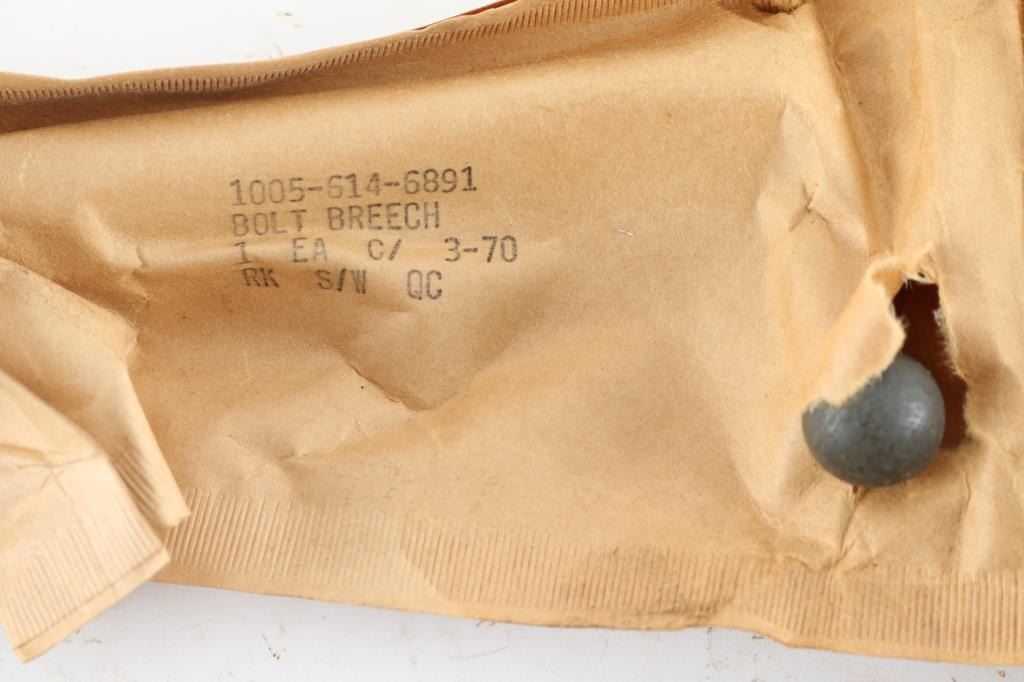 1005-614-6891
BOLT BREECH
1 EA C/ 3-70
RK S/W QC